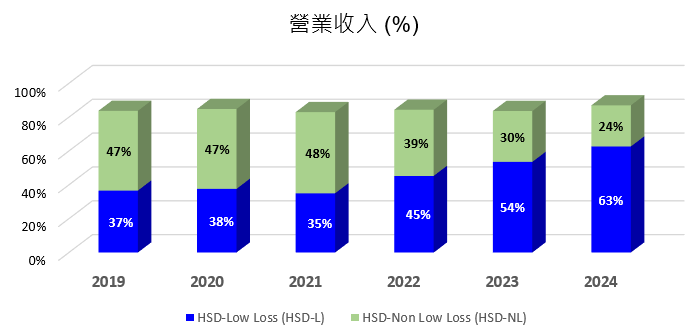 營業收入 (%)
100%
80%
60%
40%
20%
0%
47% 47% 48% 39% 30% 24%
37% 38% 35% 45% 54% 63%
2019 2020 2021 2022 2023 2024
HSD-Low Loss (HSD-L) HSD-Non Low Loss (HSD-NL)